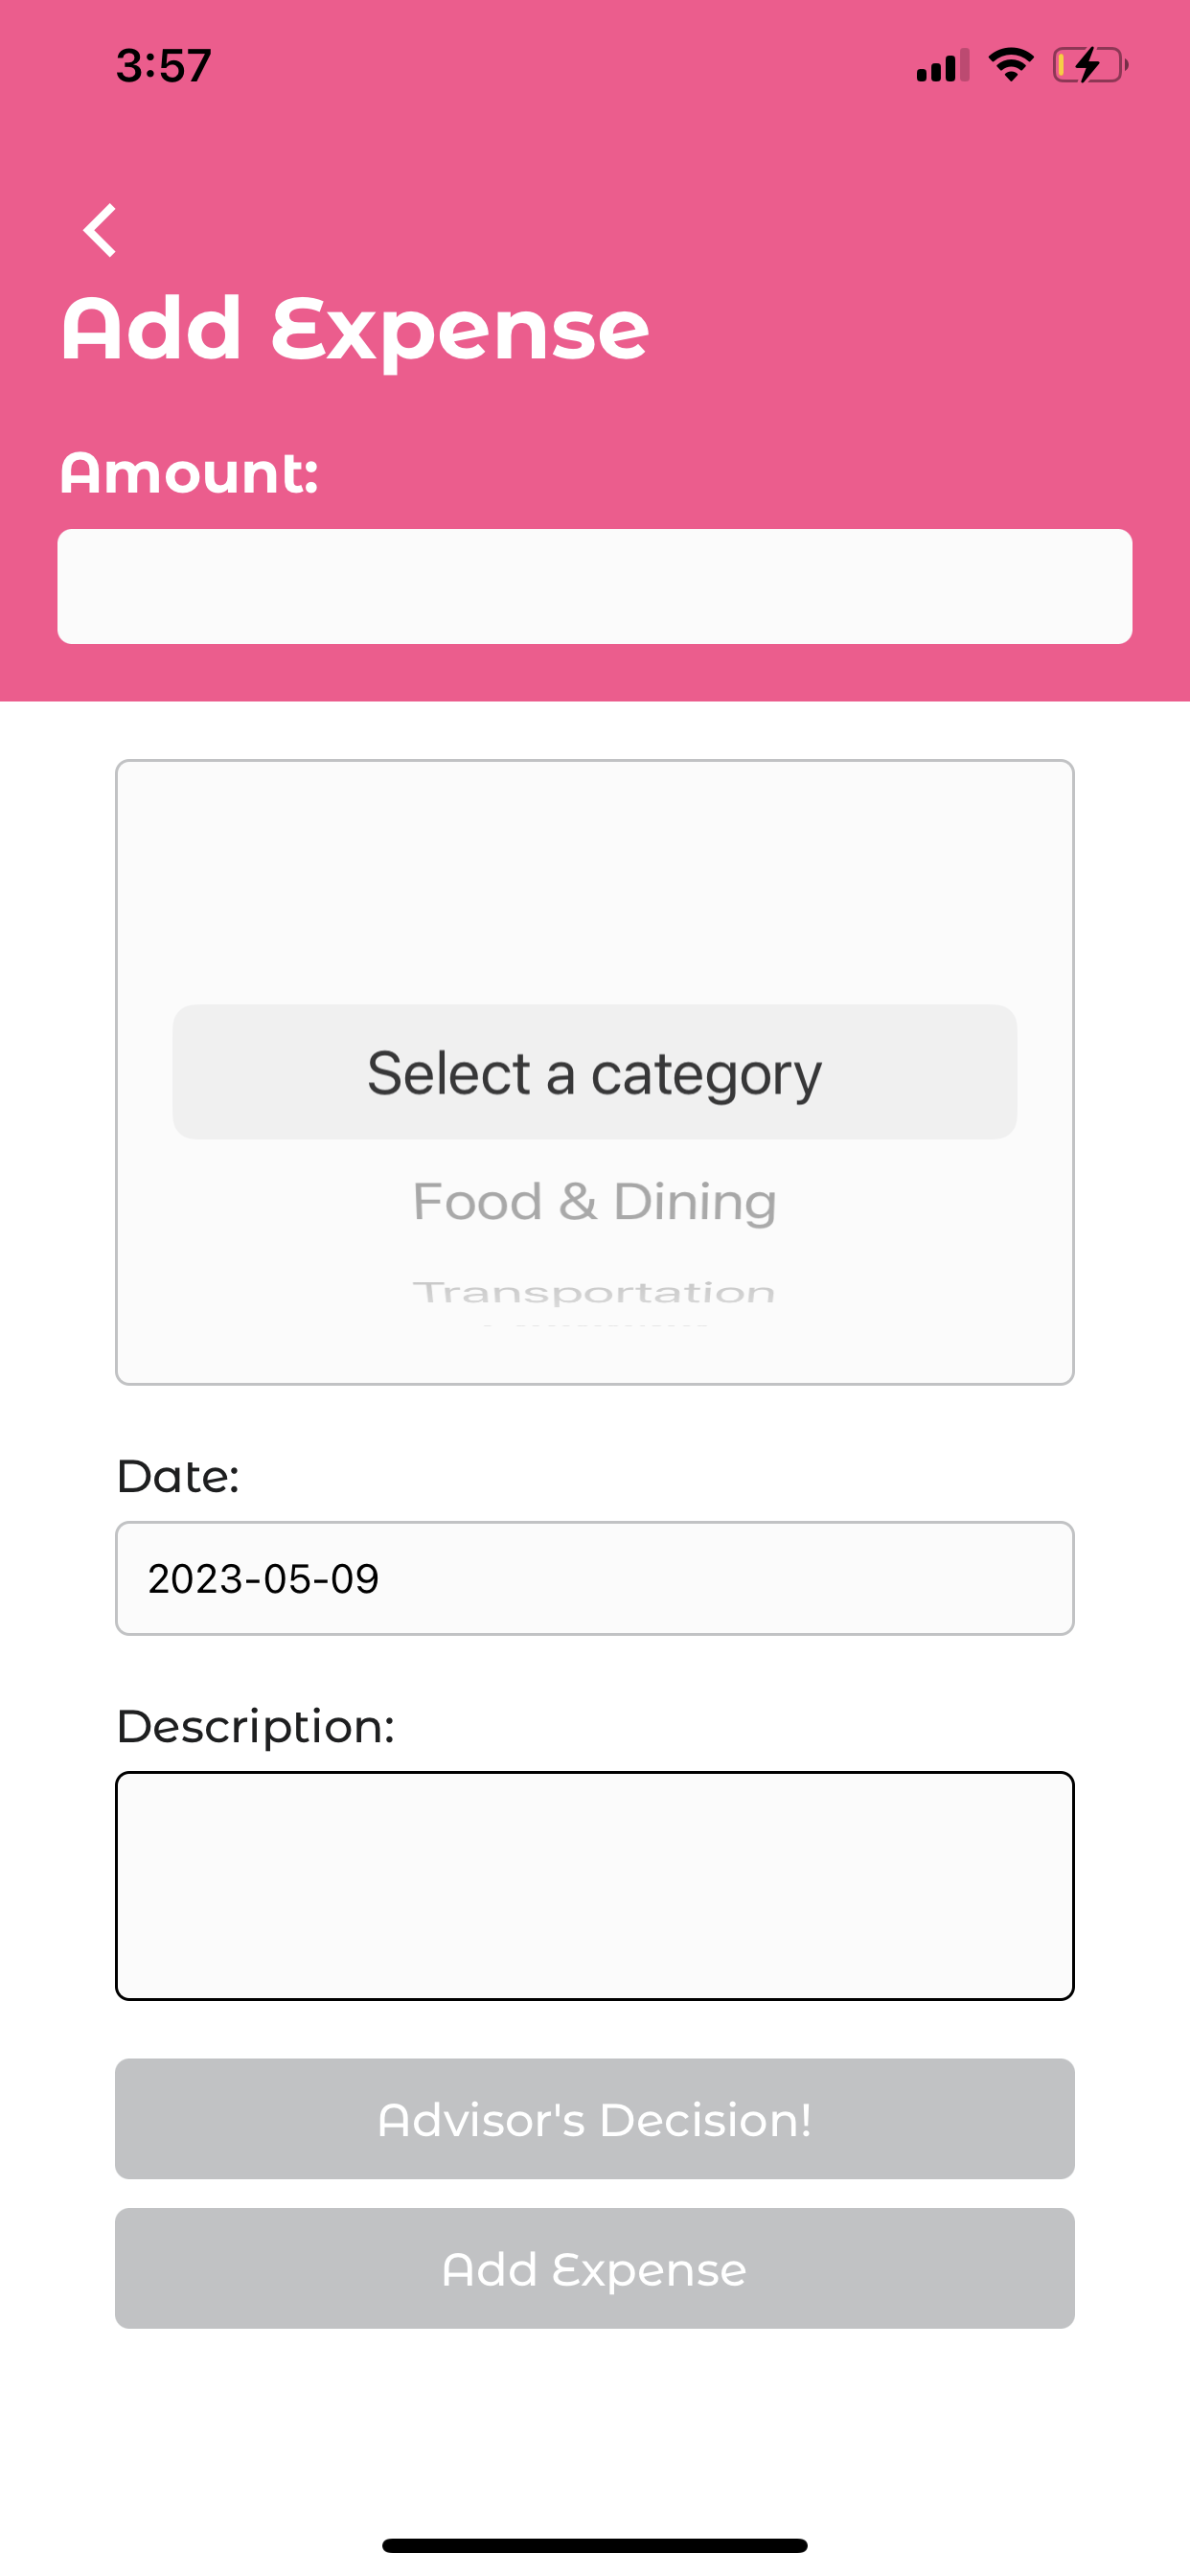 3:57
Add Expense
Amount:
Select a category
Food & Dining
Transportation
Date:
2023-05-09
Description:
Advisor's Decision!
Add Expense